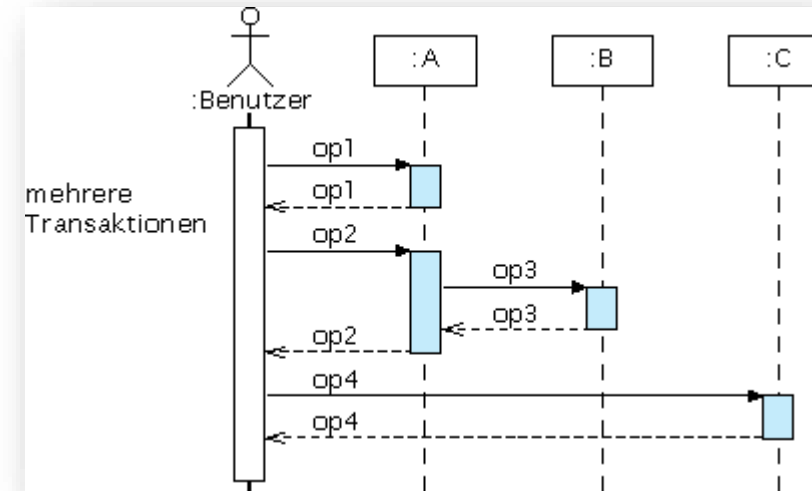 :A
:B
:C
:Benutzer
op1
op1
mehrere
Transaktionen
op2
op3
op3
op2
op4
op4